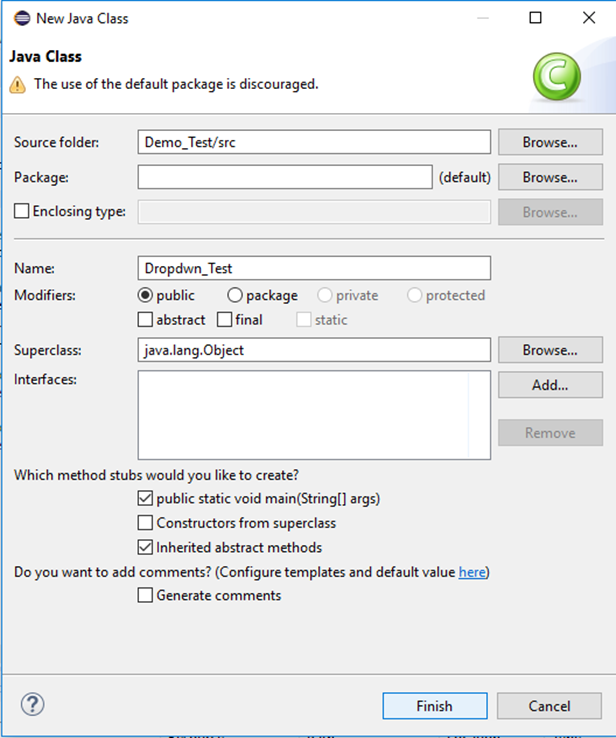 New Java Class
Java Class
The use of the default package is discouraged.
Source folder: Demo_Test/src Browse...
Package: (default) Browse...
Enclosing type: Browse...
Name: Dropdwn_Test
Modifiers: public package private protected
abstract final static
Superclass: java.lang.Object Browse...
Interfaces: Add...
Remove
Which method stubs would you like to create?
public static void main(String[] args)
Constructors from superclass
Inherited abstract methods
Do you want to add comments? (Configure templates and default value here)
Generate comments
? Finish Cancel